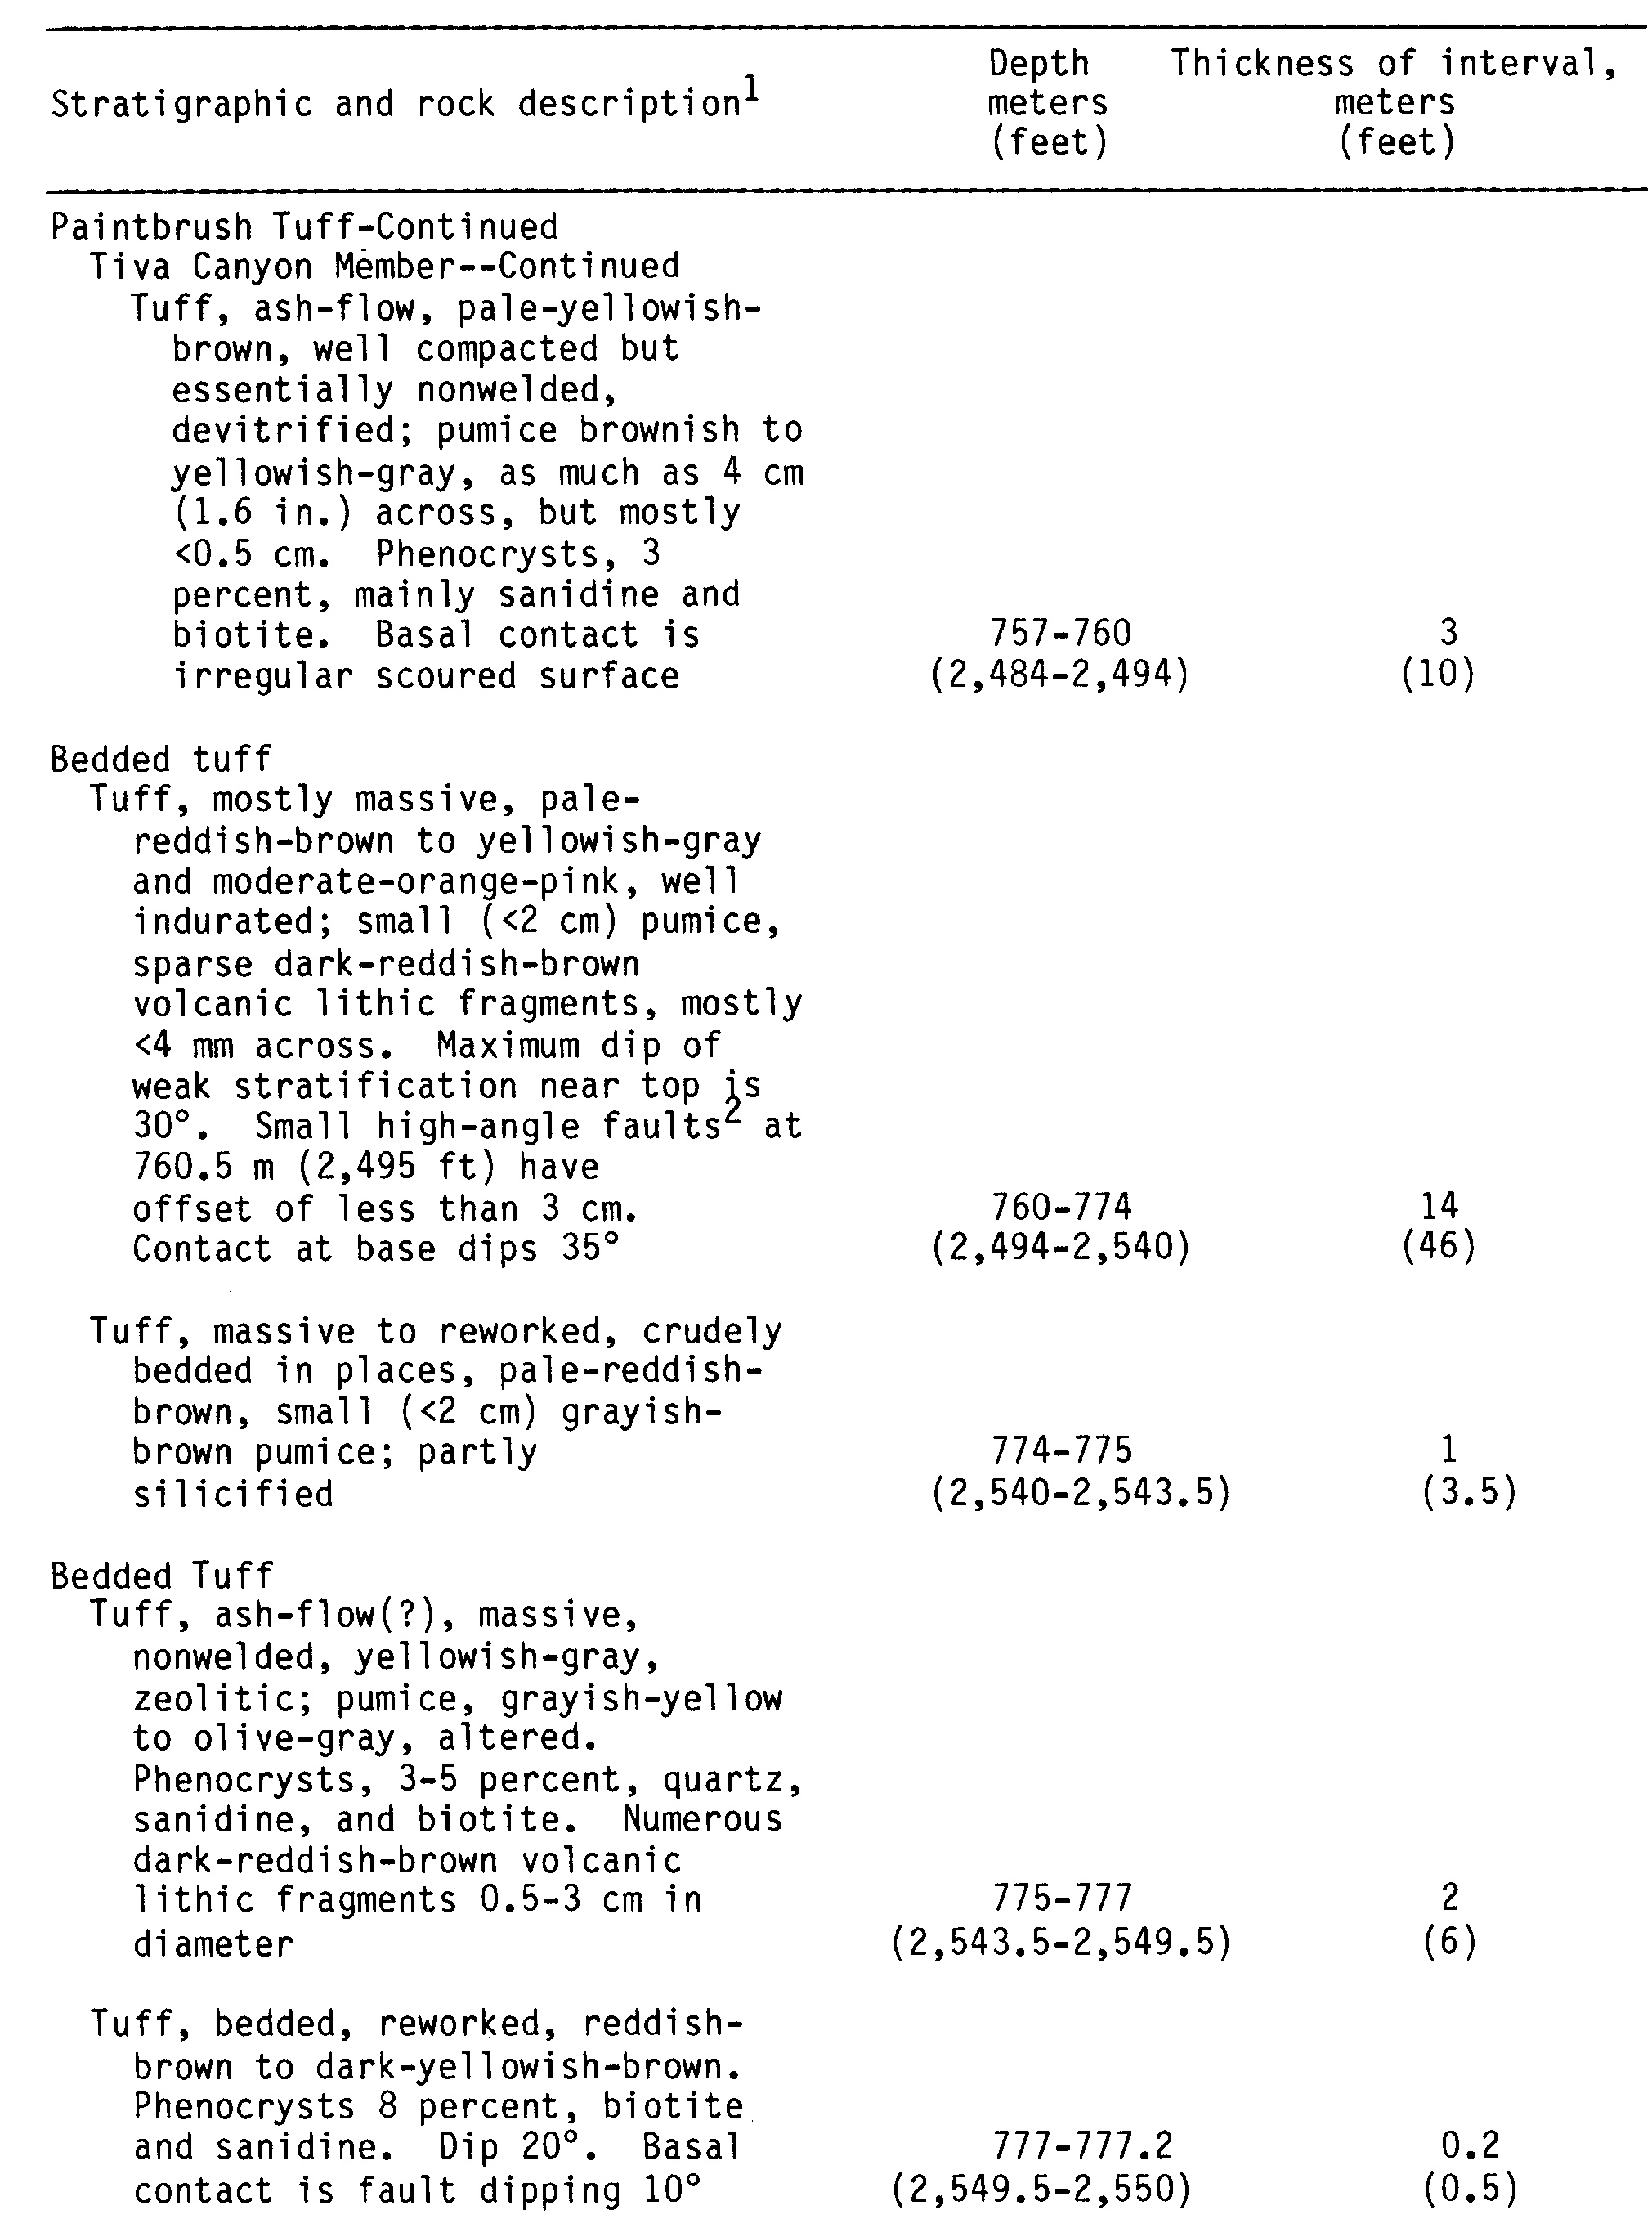 Stratigraphic and rock description1
Depth meters (feet)
Thickness of interval, meters (feet)
Paintbrush Tuff-Continued
Tiva Canyon Member--Continued
Tuff, ash-flow, pale-yellowish-
brown, well compacted but
essentially nonwelded,
devitrified; pumice brownish to
yellowish-gray, as much as 4 cm
(1.6 in.) across, but mostly
<0.5 cm. Phenocrysts, 3
percent, mainly sanidine and
biotite. Basal contact is 757-760 3
irregular scoured surface (2,484-2,494) (10)
Bedded tuff
Tuff, mostly massive, pale-
reddish-brown to yellowish-gray
and moderate-orange-pink, well
indurated; small (<2 cm) pumice,
sparse dark-reddish-brown
volcanic lithic fragments, mostly
<4 mm across. Maximum dip of
weak stratification near top is
30°. Small high-angle faults2 at
760.5 m (2,495 ft) have
offset of less than 3 cm. 760-774 14
Contact at base dips 35° (2,494-2,540) (46)
Tuff, massive to reworked, crudely
bedded in places, pale-reddish-
brown, small (<2 cm) grayish-
brown pumice; partly 774-775 1
silicified (2,540-2,543.5) (3.5)
Bedded Tuff
Tuff, ash-flow(?), massive,
nonwelded, yellowish-gray,
zeolitic; pumice, grayish-yellow
to olive-gray, altered.
Phenocrysts, 3-5 percent, quartz,
sanidine, and biotite. Numerous
dark-reddish-brown volcanic
lithic fragments 0.5-3 cm in 775-777 2
diameter (2,543.5-2,549.5) (6)
Tuff, bedded, reworked, reddish-
brown to dark-yellowish-brown.
Phenocrysts 8 percent, biotite
and sanidine. Dip 20°. Basal 777-777.2 0.2
contact is fault dipping 10° (2,549.5-2,550) (0.5)